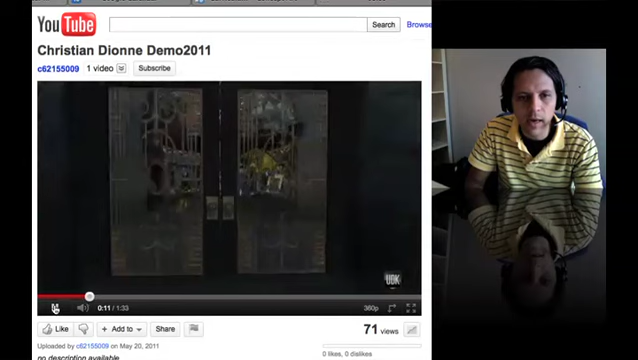 YouTube Search Browse
Christian Dionne Demo2011
c62155009 1 video Subscribe
UDK
0:11 / 1:33 360p
Like + Add to Share 71 views
Uploaded by c62155009 on May 20, 2011
0 likes, 0 dislikes
no description available